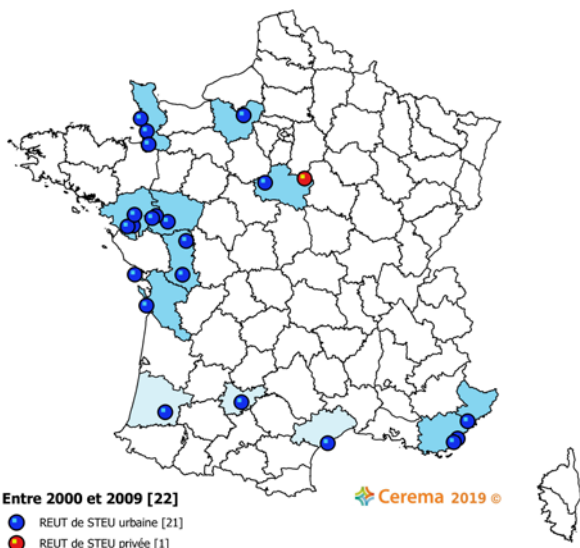 Entre 2000 et 2009 [22]
Cerema 2019 ©
REUT de STEU urbaine [21]
REUT de STEU privée [1]